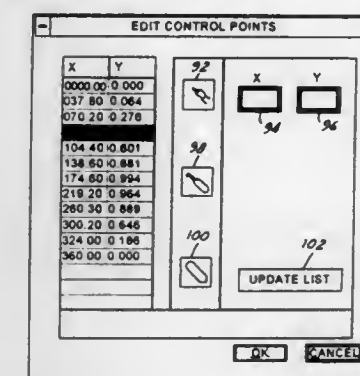 EDIT CONTROL POINTS
X Y
0000 00 0.000
037 80 0.064
070 20 0.276
104 40 0.601
138 60 0.881
174 60 0.994
219 20 0.964
260 30 0 889
300.20 0.646
324 00 0 186
360 00 0 000
92
98
100
X Y
94 96
102
UPDATE LIST
OK CANCEL